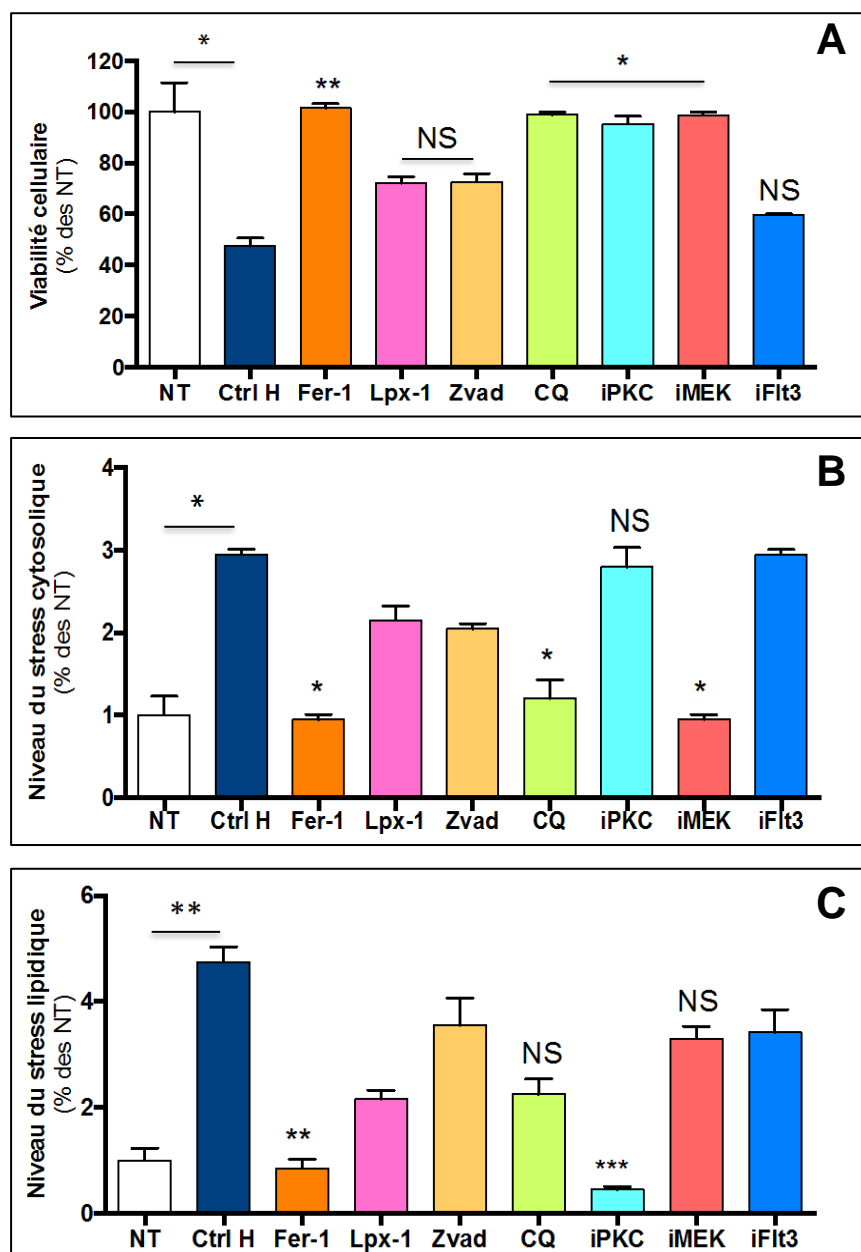 A
*
**
NS
*
NS
Viabilité cellulaire
(% des NT)
120
100
80
60
40
20
0
NT Ctrl H Fer-1 Lpx-1 Zvad CQ iPKC iMEK iFlt3
B
*
*
*
NS
*
Niveau du stress cytosolique
(% des NT)
4
3
2
1
0
NT Ctrl H Fer-1 Lpx-1 Zvad CQ iPKC iMEK iFlt3
C
**
**
NS
***
NS
Niveau du stress lipidique
(% des NT)
6
4
2
0
NT Ctrl H Fer-1 Lpx-1 Zvad CQ iPKC iMEK iFlt3